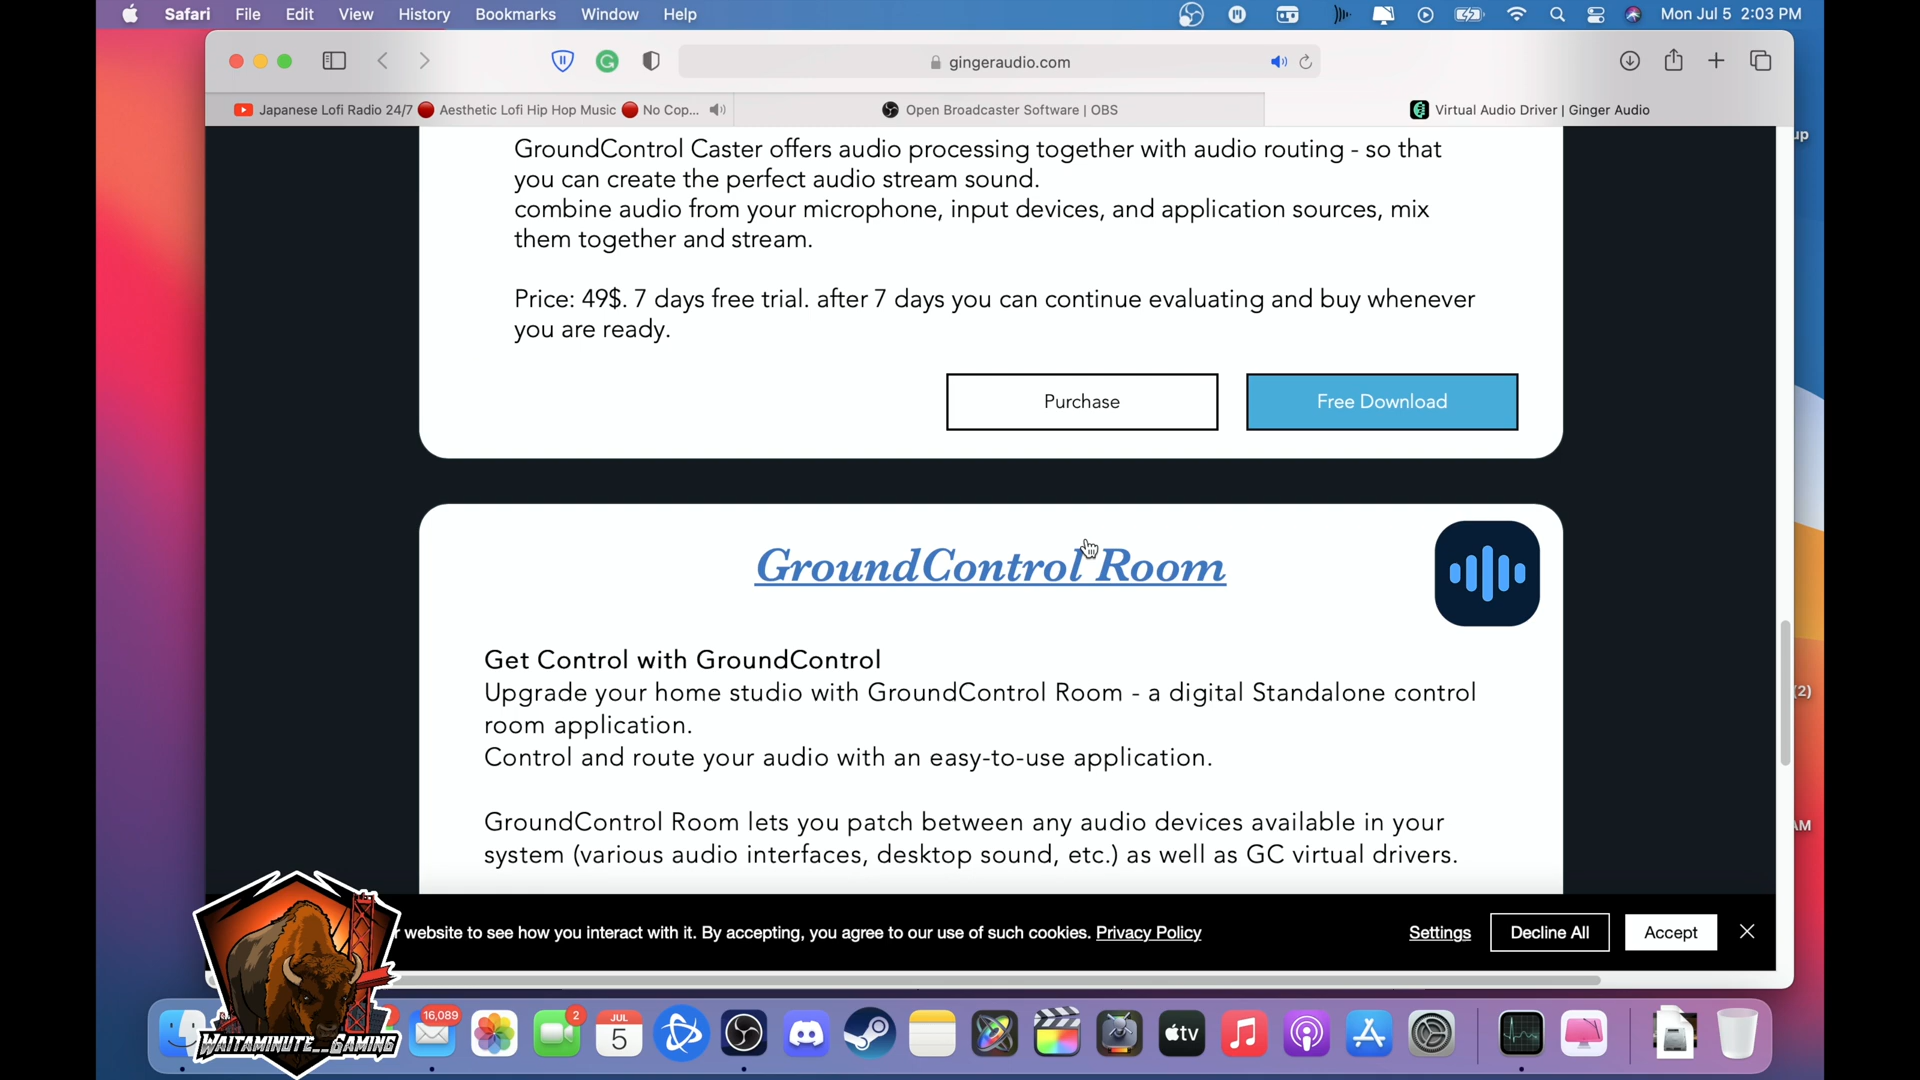 Safari File Edit View History Bookmarks Window Help Mon Jul 5 2:03 PM
gingeraudio.com
Japanese Lofi Radio 24/7 🔴 Aesthetic Lofi Hip Hop Music 🔴 No Cop... Open Broadcaster Software | OBS Virtual Audio Driver | Ginger Audio
up
GroundControl Caster offers audio processing together with audio routing - so that
you can create the perfect audio stream sound.
combine audio from your microphone, input devices, and application sources, mix
them together and stream.
Price: 49$. 7 days free trial. after 7 days you can continue evaluating and buy whenever
you are ready.
Purchase Free Download
GroundControl Room
Get Control with GroundControl
Upgrade your home studio with GroundControl Room - a digital Standalone control
room application.
(2)
Control and route your audio with an easy-to-use application.
GroundControl Room lets you patch between any audio devices available in your
AM
system (various audio interfaces, desktop sound, etc.) as well as GC virtual drivers.
website to see how you interact with it. By accepting, you agree to our use of such cookies. Privacy Policy Settings Decline All Accept
16,089 2 JUL
5 tv
WAITAMINUTE__GAMING